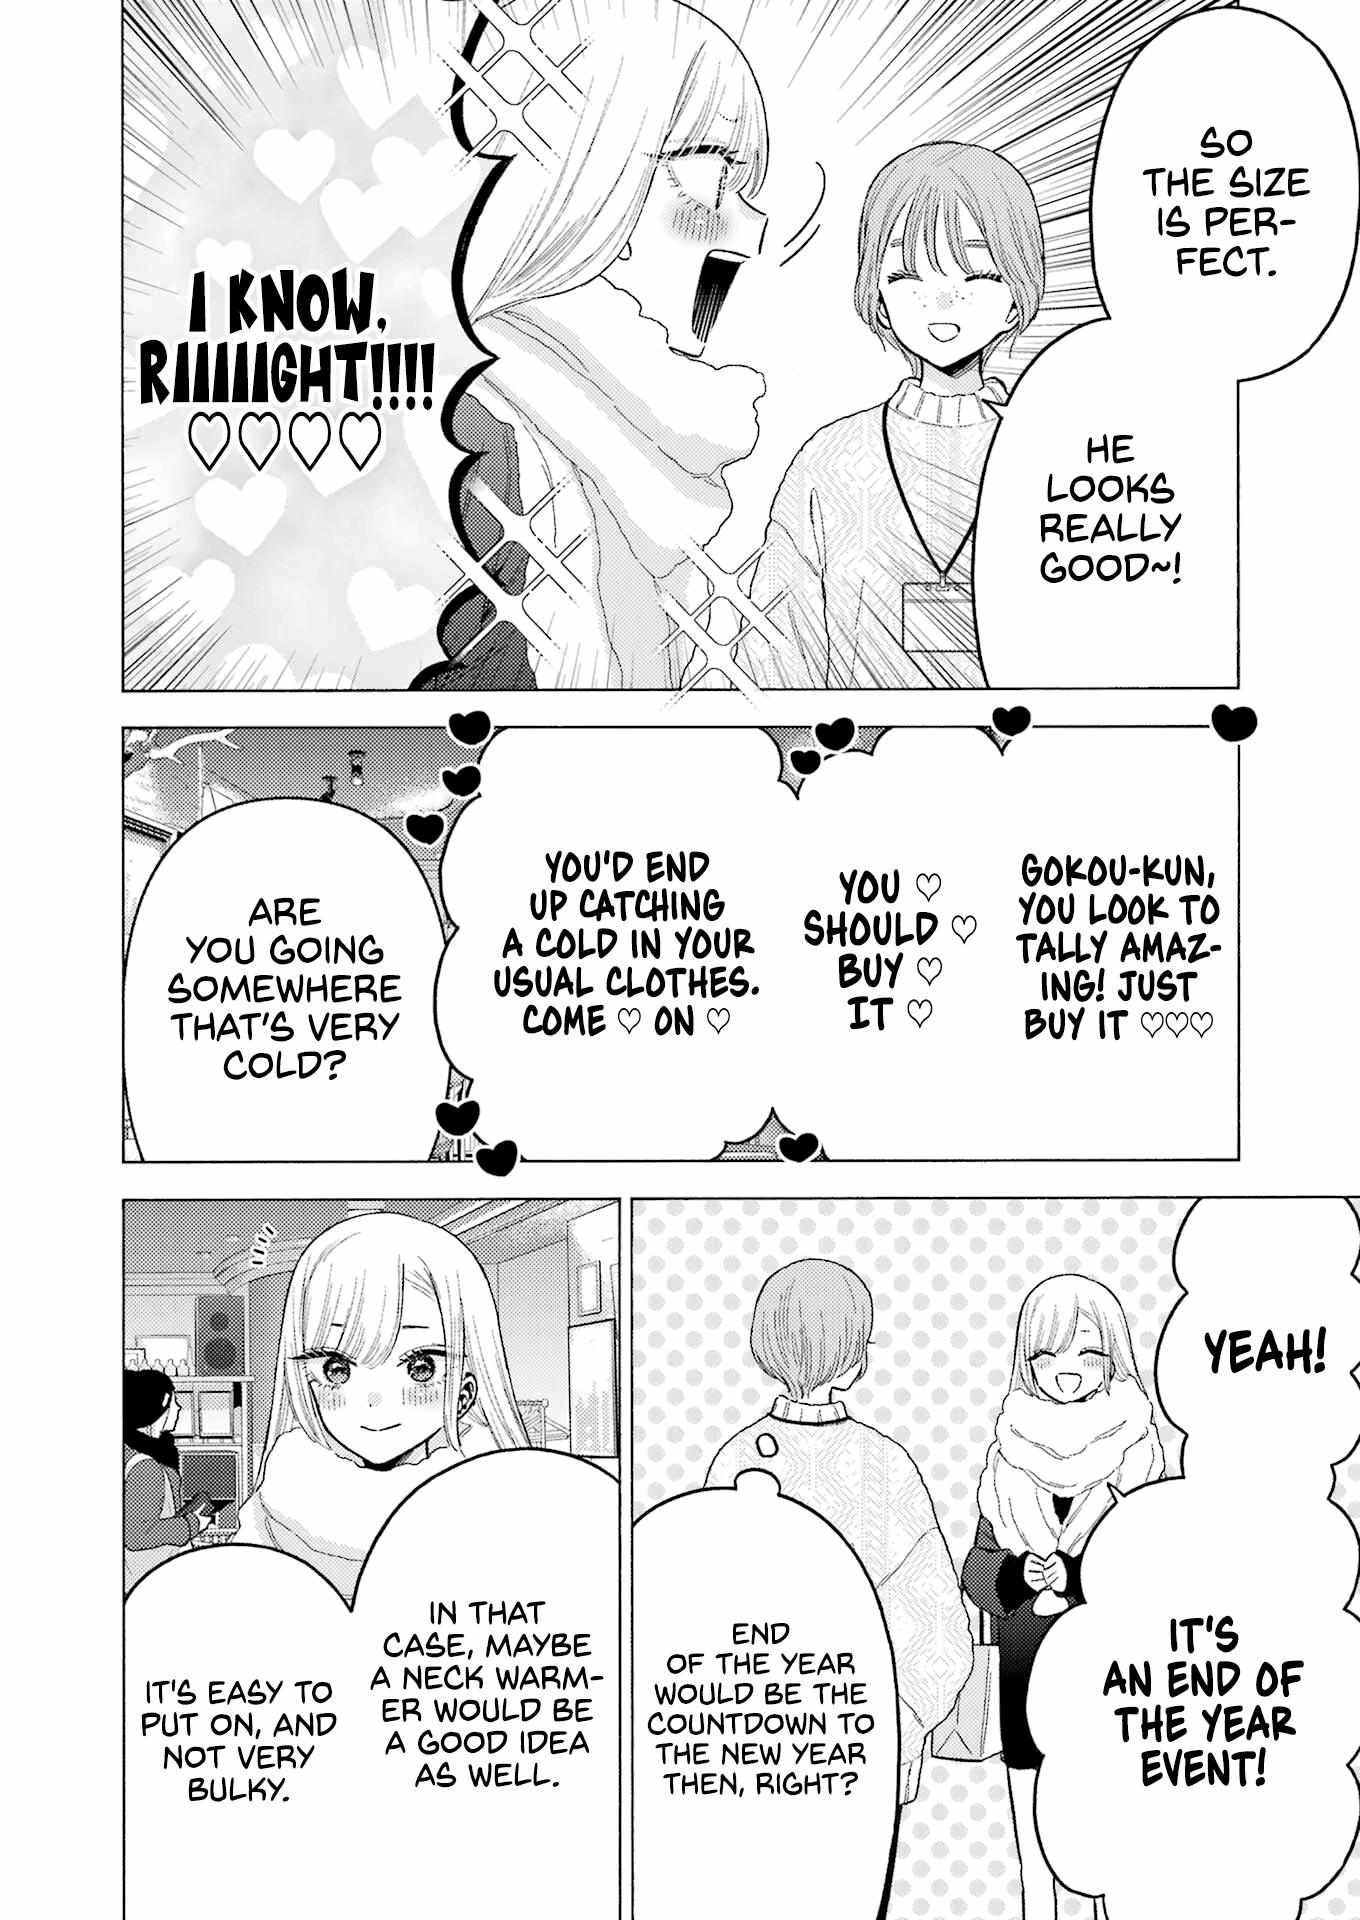 SO
THE SIZE
IS PER-
FECT.
HE
LOOKS
REALLY
GOOD~!
I KNOW,
RIIIIIGHT!!!!
♡♡♡♡
GOKOU-KUN,
YOU LOOK TO
TALLY AMAZ-
ING! JUST
BUY IT ♡♡♡
YOU ♡
SHOULD ♡
BUY ♡
IT ♡
YOU'D END
UP CATCHING
A COLD IN YOUR
USUAL CLOTHES.
COME ♡ ON ♡
ARE
YOU GOING
SOMEWHERE
THAT'S VERY
COLD?
YEAH!
IT'S
AN END OF
THE YEAR
EVENT!
END
OF THE YEAR
WOULD BE THE
COUNTDOWN TO
THE NEW YEAR
THEN, RIGHT?
IN THAT
CASE, MAYBE
A NECK WARM-
ER WOULD BE
A GOOD IDEA
AS WELL.
IT'S EASY TO
PUT ON, AND
NOT VERY
BULKY.